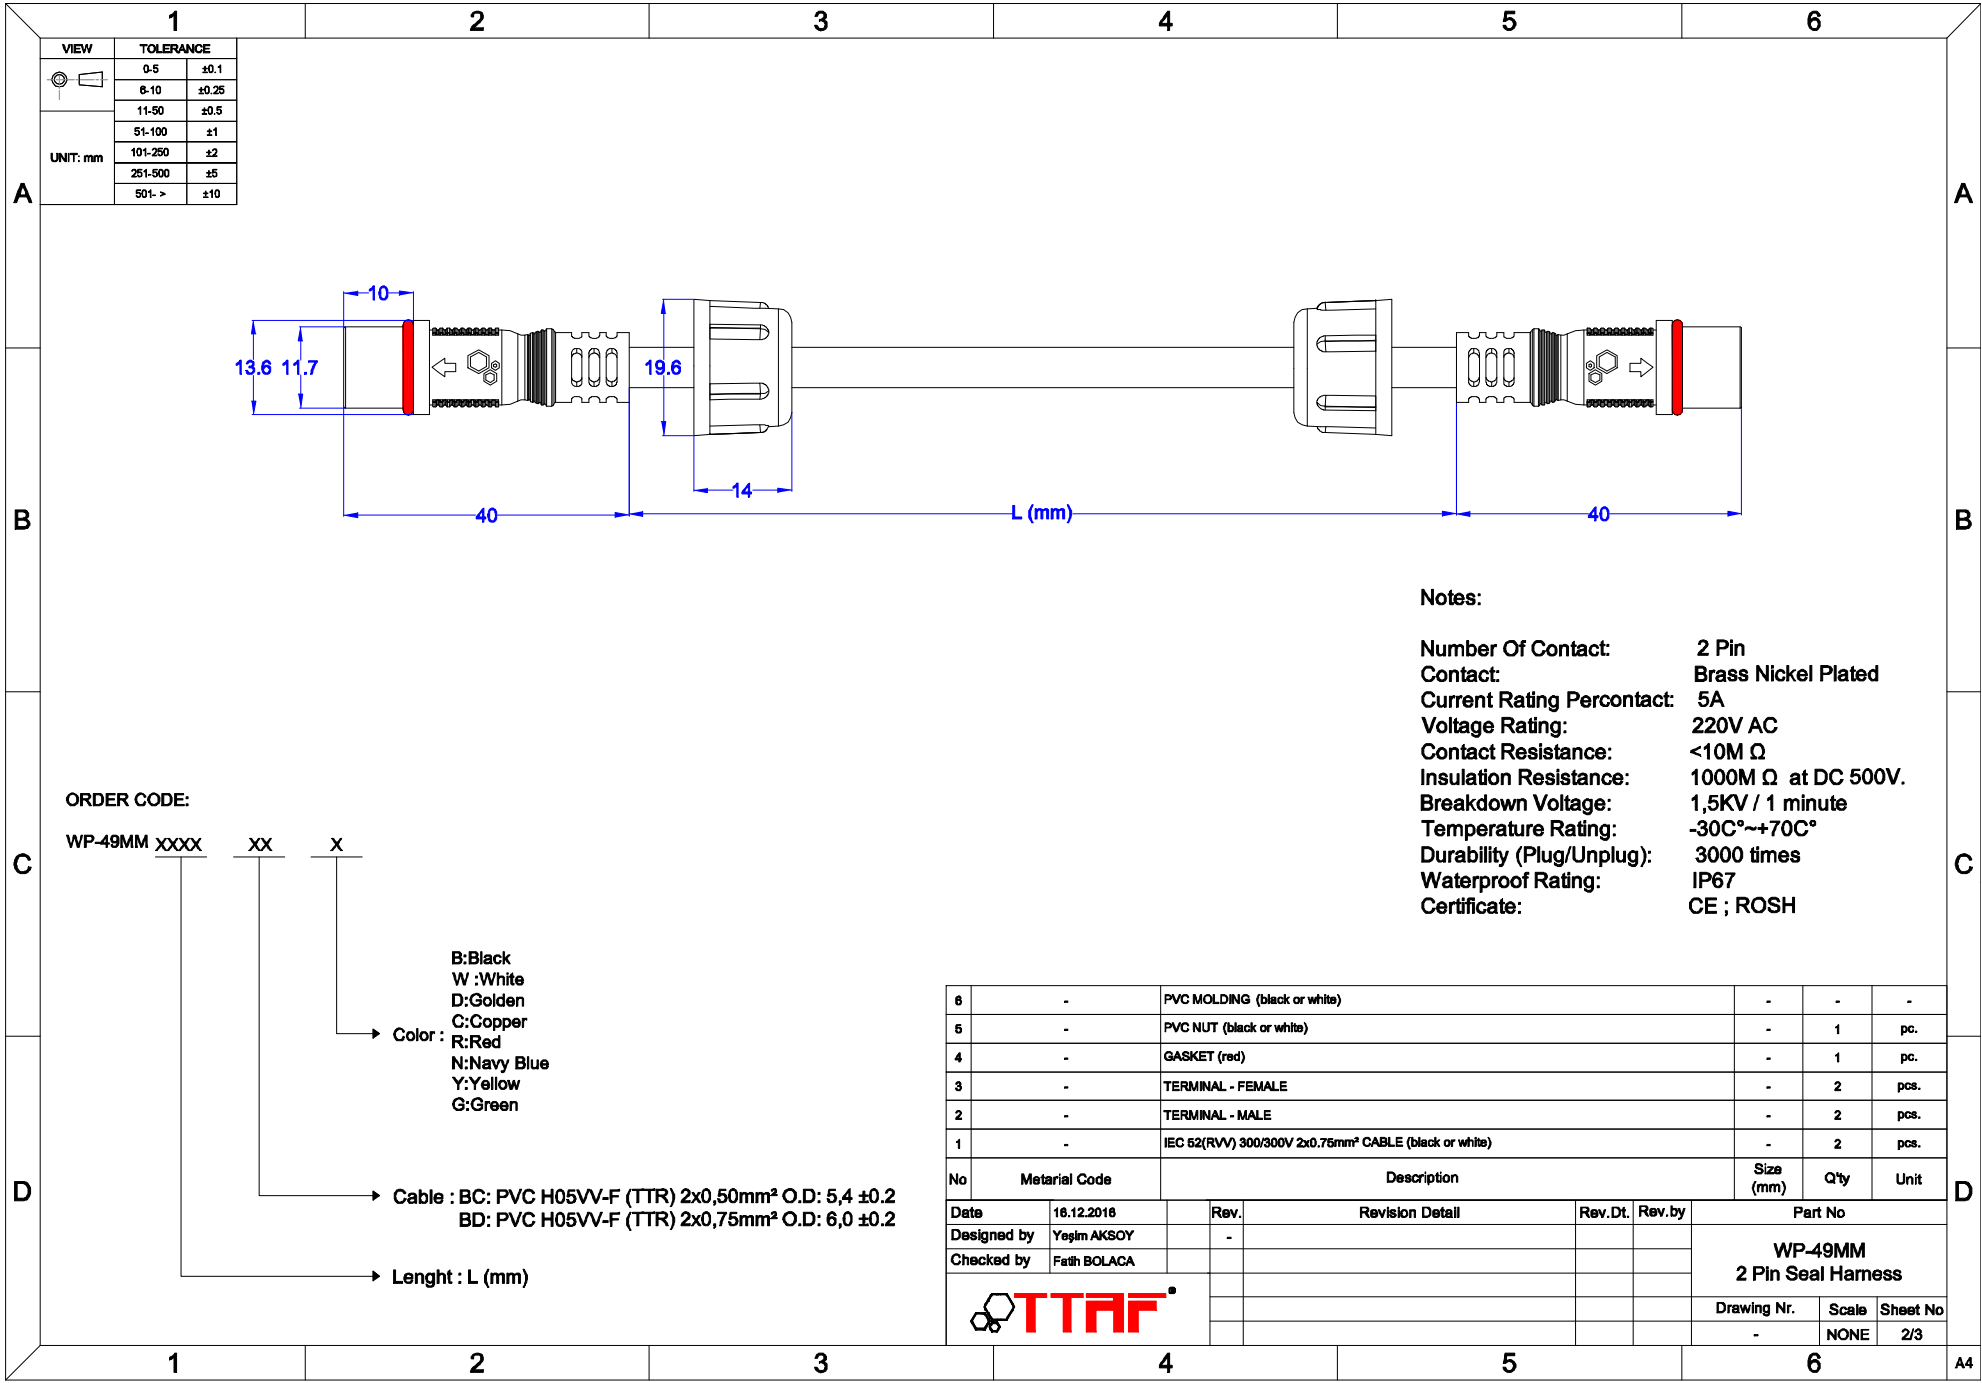 1 2 3 4 5 6
VIEW TOLERANCE
0-5 ±0.1
6-10 ±0.25
11-50 ±0.5
51-100 ±1
101-250 ±2
251-500 ±5
501- > ±10
UNIT: mm
A A
10
13.6 11.7 19.6
14
40 L (mm) 40
B B
Notes:
Number Of Contact: 2 Pin
Contact: Brass Nickel Plated
Current Rating Percontact: 5A
Voltage Rating: 220V AC
Contact Resistance: <10M Ω
Insulation Resistance: 1000M Ω at DC 500V.
Breakdown Voltage: 1,5KV / 1 minute
Temperature Rating: -30C°~+70C°
Durability (Plug/Unplug): 3000 times
Waterproof Rating: IP67
Certificate: CE ; ROSH
ORDER CODE:
WP-49MM XXXX XX X
C C
B:Black
W :White
D:Golden
C:Copper
Color :
R:Red
N:Navy Blue
Y:Yellow
G:Green
Cable : BC: PVC H05VV-F (TTR) 2x0,50mm² O.D: 5,4 ±0.2
BD: PVC H05VV-F (TTR) 2x0,75mm² O.D: 6,0 ±0.2
Lenght : L (mm)
6 - PVC MOLDING (black or white) - - -
5 - PVC NUT (black or white) - 1 pc.
4 - GASKET (red) - 1 pc.
3 - TERMINAL - FEMALE - 2 pcs.
2 - TERMINAL - MALE - 2 pcs.
1 - IEC 52(RVV) 300/300V 2x0.75mm² CABLE (black or white) - 2 pcs.
No Metarial Code Description Size (mm) Q'ty Unit
D D
Date 16.12.2016 Rev. Revision Detail Rev.Dt. Rev.by Part No
Designed by Yeşim AKSOY -
Checked by Fatih BOLACA
WP-49MM
2 Pin Seal Harness
TTAF ®
Drawing Nr. Scale Sheet No
- NONE 2/3
1 2 3 4 5 6 A4